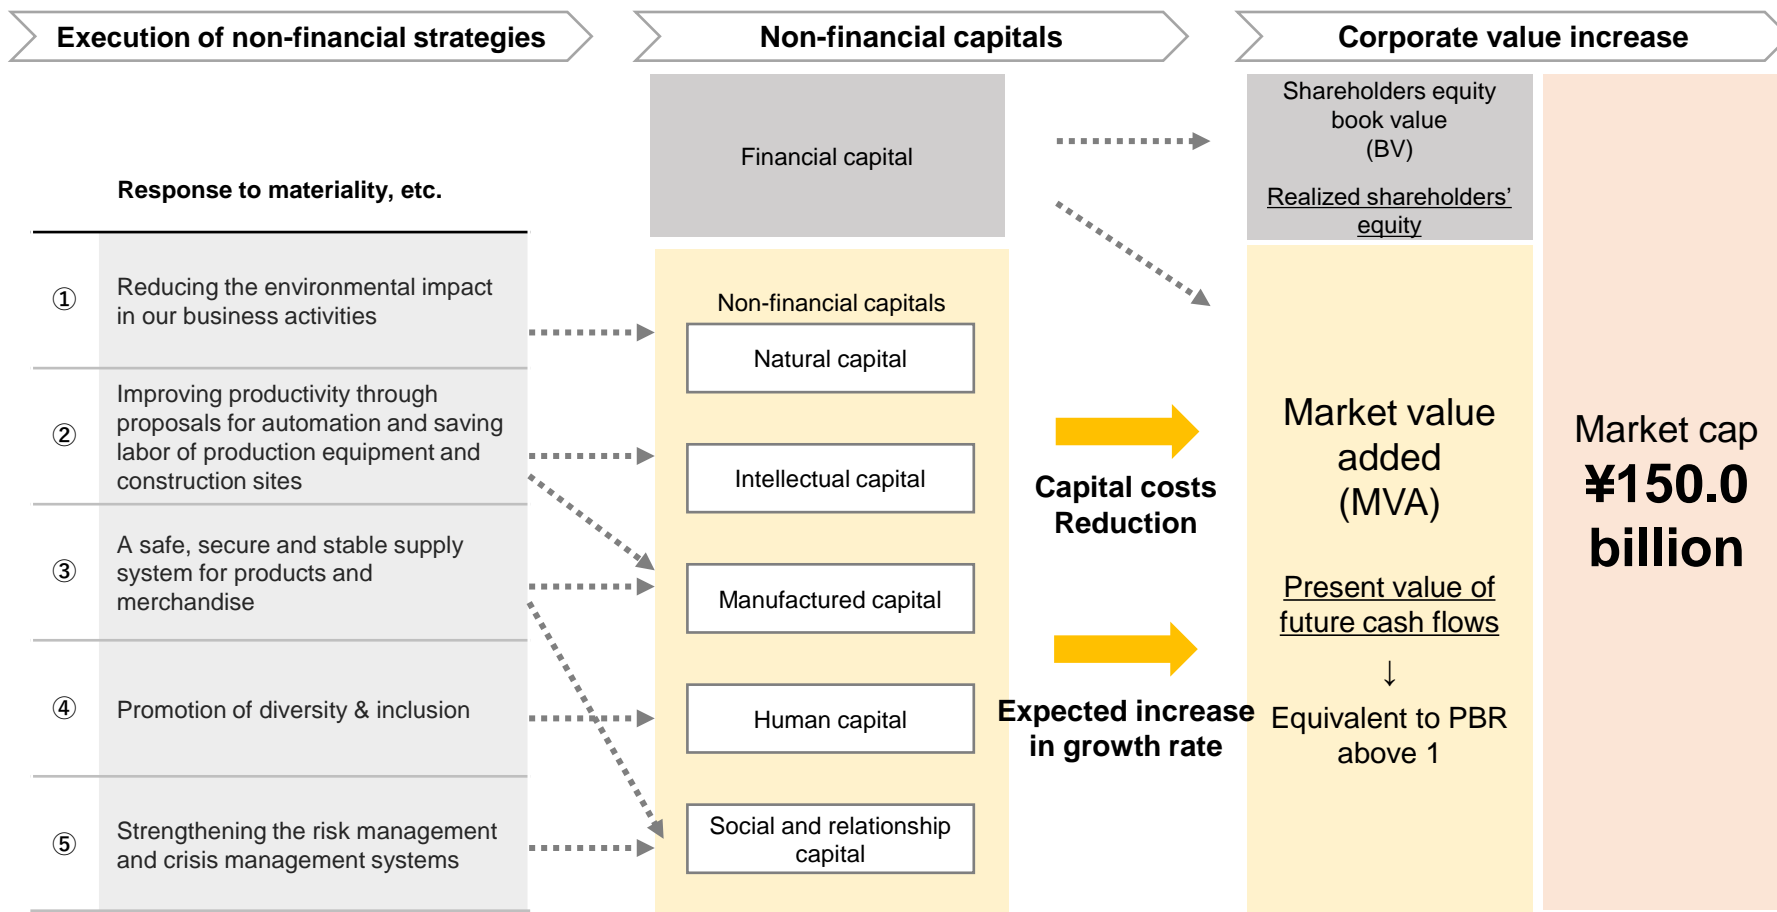 Execution of non-financial strategies
Non-financial capitals
Corporate value increase
Response to materiality, etc.
①
Reducing the environmental impact
in our business activities
②
Improving productivity through
proposals for automation and saving
labor of production equipment and
construction sites
③
A safe, secure and stable supply
system for products and
merchandise
④
Promotion of diversity & inclusion
⑤
Strengthening the risk management
and crisis management systems
Financial capital
Non-financial capitals
Natural capital
Intellectual capital
Manufactured capital
Human capital
Social and relationship
capital
Capital costs
Reduction
Expected increase
in growth rate
Shareholders equity
book value
(BV)
Realized shareholders’
equity
Market value
added
(MVA)
Present value of
future cash flows
↓
Equivalent to PBR
above 1
Market cap
¥150.0
billion